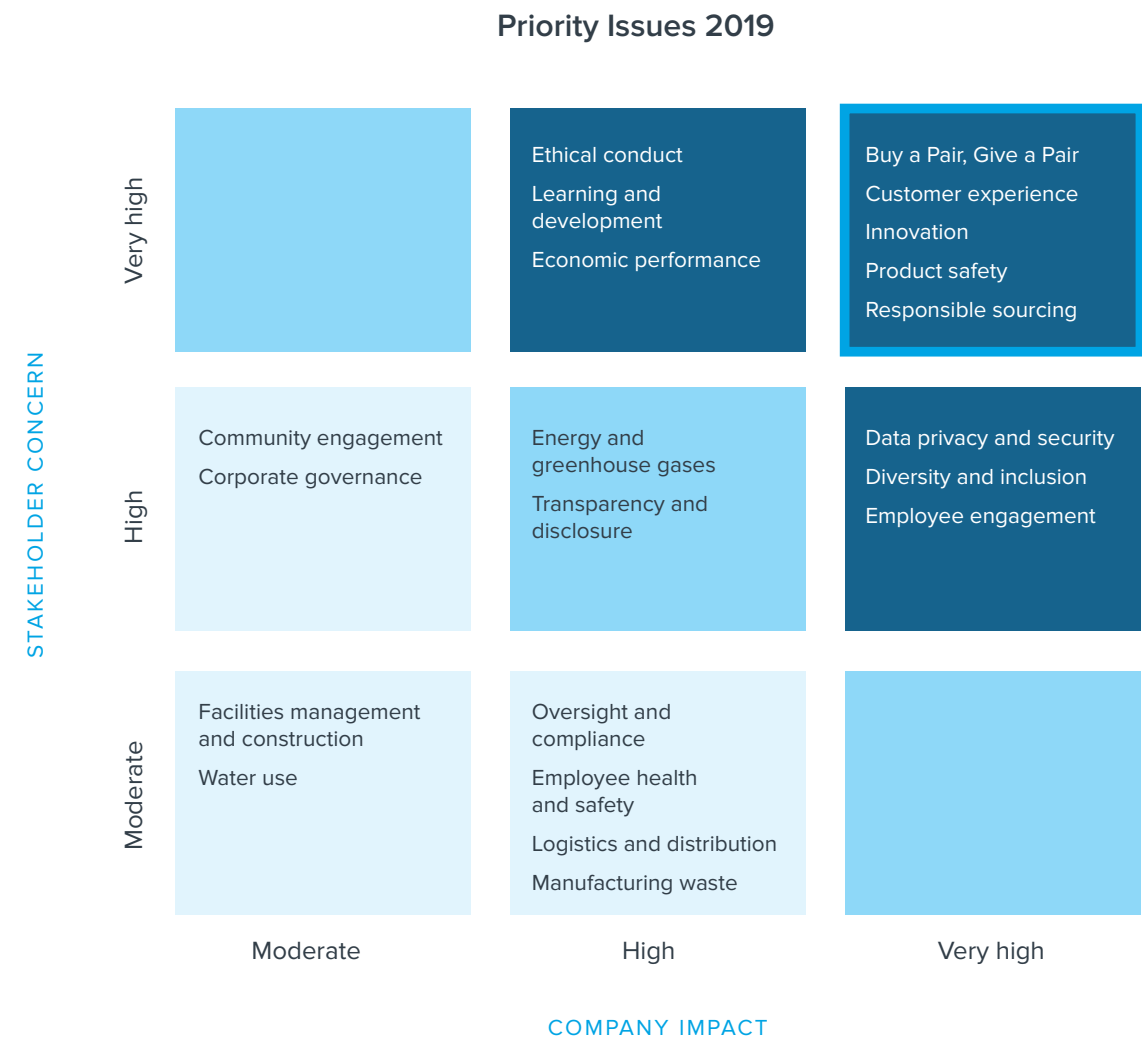 Priority Issues 2019
STAKEHOLDER CONCERN
Very high
Ethical conduct
Learning and
development
Economic performance
Buy a Pair, Give a Pair
Customer experience
Innovation
Product safety
Responsible sourcing
High
Community engagement
Corporate governance
Energy and
greenhouse gases
Transparency and
disclosure
Data privacy and security
Diversity and inclusion
Employee engagement
Moderate
Facilities management
and construction
Water use
Oversight and
compliance
Employee health
and safety
Logistics and distribution
Manufacturing waste
Moderate
High
Very high
COMPANY IMPACT